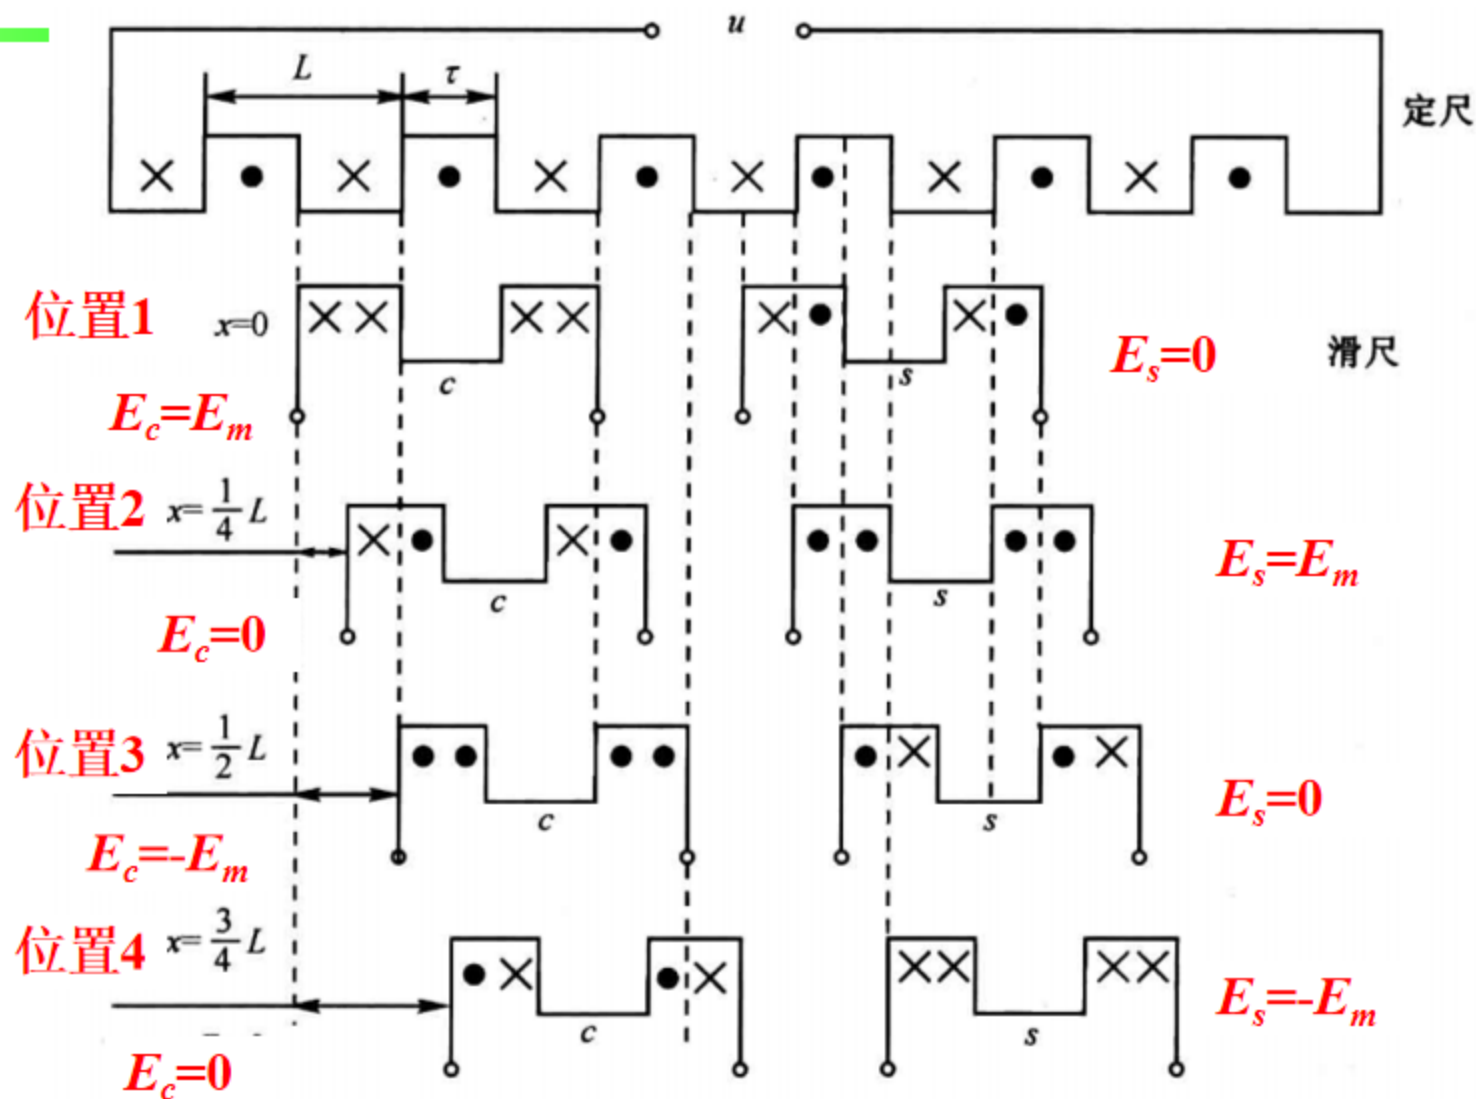 u
L τ
定尺
位置1 x=0
c
s
E_s=0
滑尺
E_c=E_m
位置2 x=1/4 L
c
s
E_s=E_m
E_c=0
位置3 x=1/2 L
c
s
E_s=0
E_c=-E_m
位置4 x=3/4 L
c
s
E_s=-E_m
E_c=0